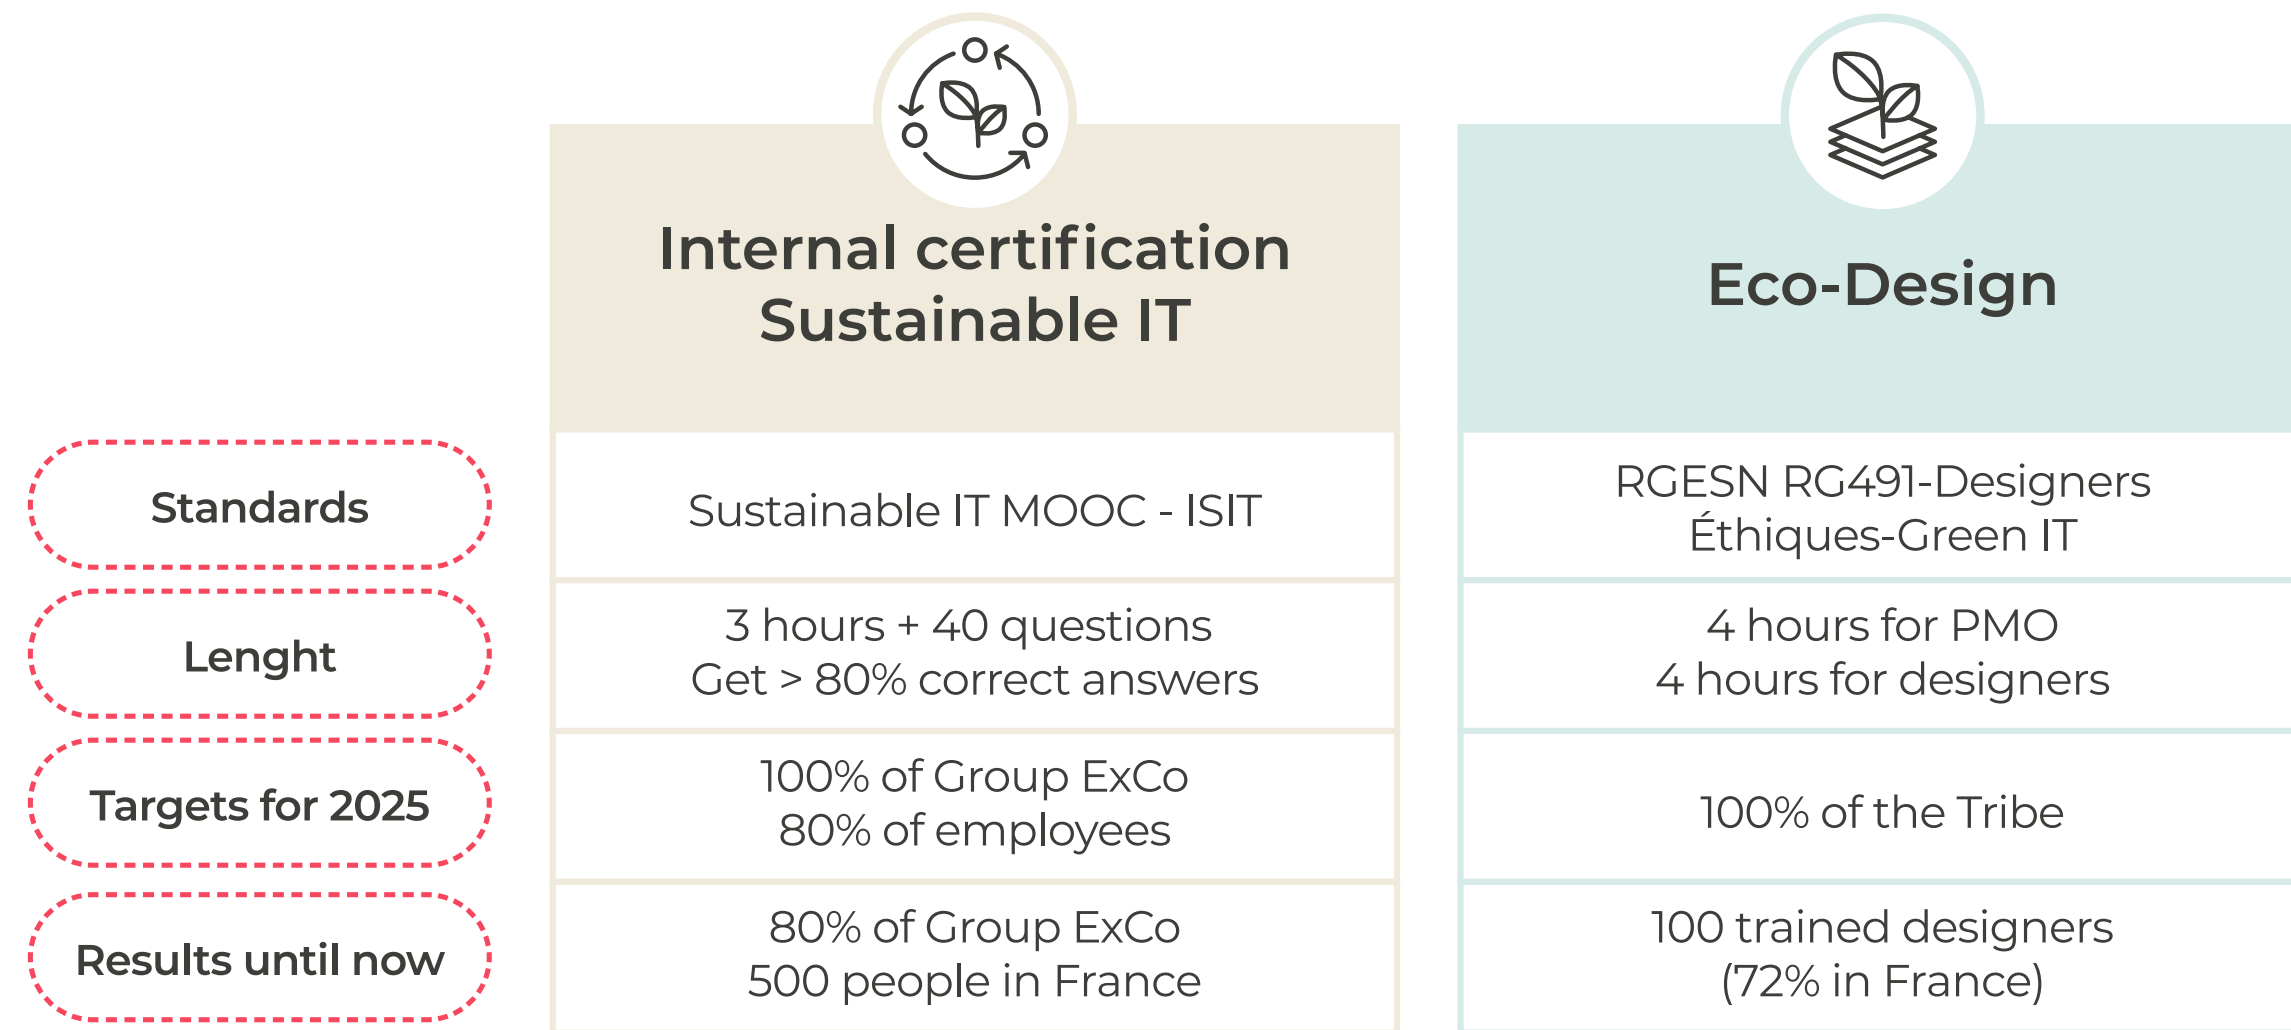 Internal certification
Sustainable IT
Eco-Design
Standards
Sustainable IT MOOC - ISIT
RGESN RG491-Designers
Éthiques-Green IT
Lenght
3 hours + 40 questions
Get > 80% correct answers
4 hours for PMO
4 hours for designers
Targets for 2025
100% of Group ExCo
80% of employees
100% of the Tribe
Results until now
80% of Group ExCo
500 people in France
100 trained designers
(72% in France)